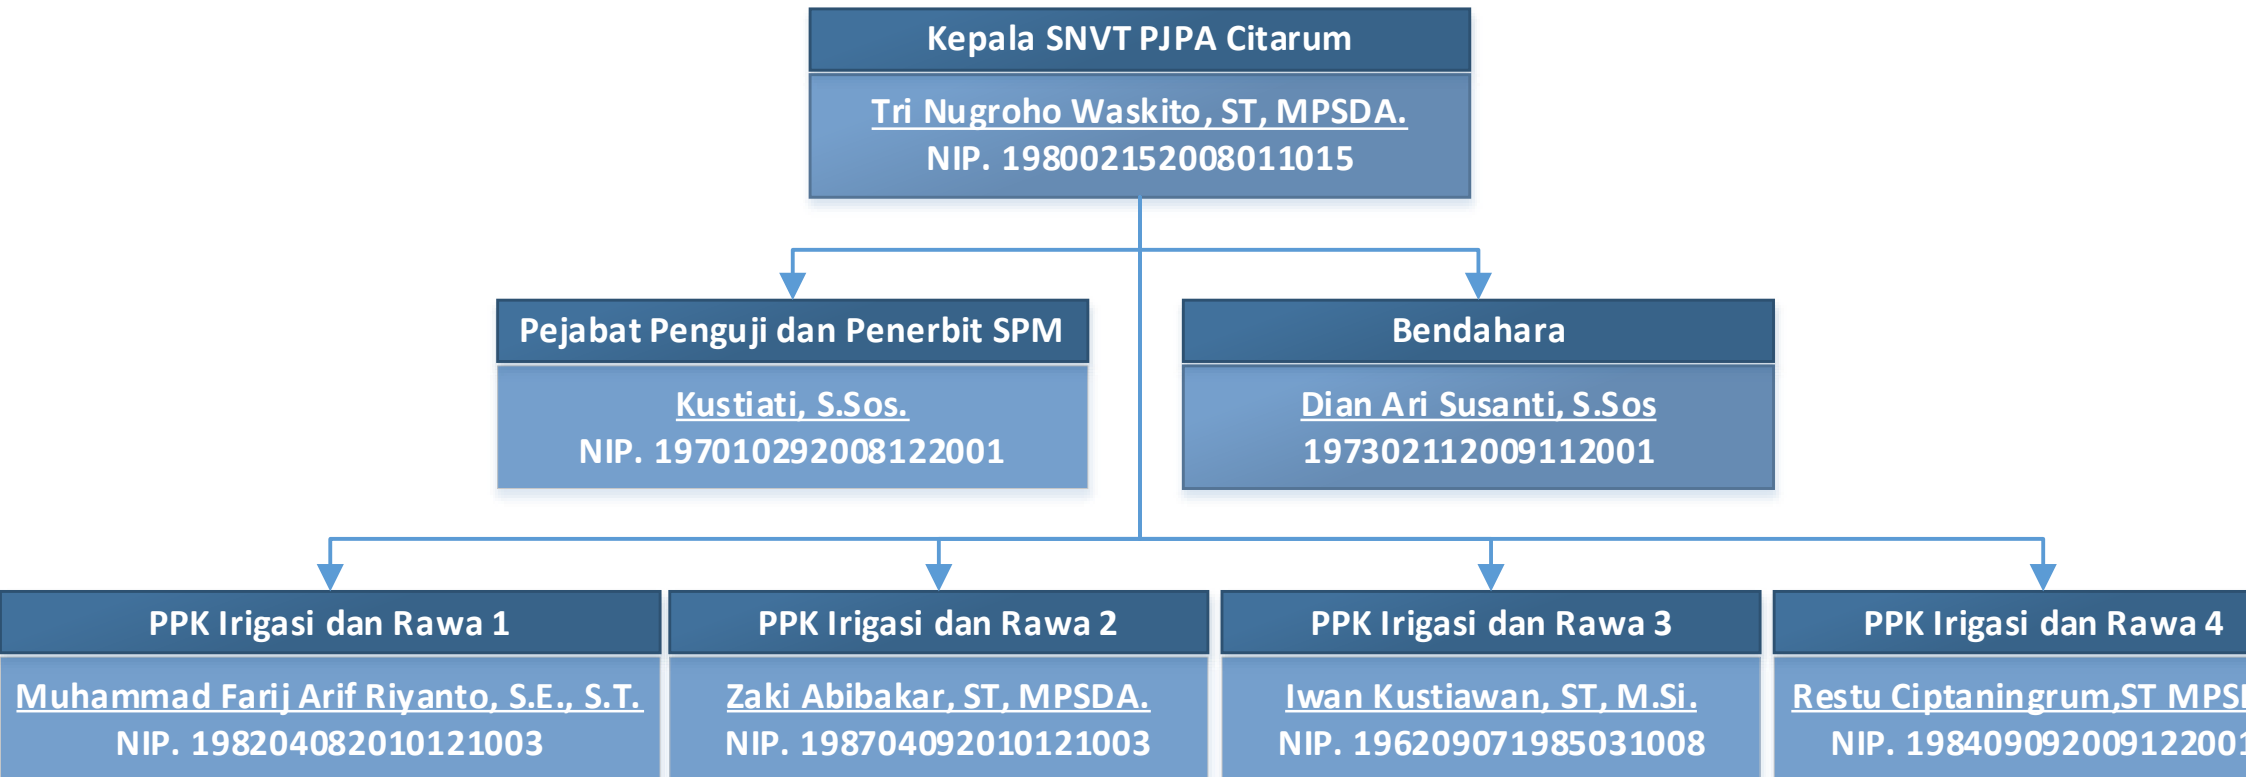 Kepala SNVT PJPA Citarum
Tri Nugroho Waskito, ST, MPSDA.
NIP. 198002152008011015
Pejabat Penguji dan Penerbit SPM
Kustiati, S.Sos.
NIP. 197010292008122001
Bendahara
Dian Ari Susanti, S.Sos
197302112009112001
PPK Irigasi dan Rawa 1
Muhammad Farij Arif Riyanto, S.E., S.T.
NIP. 198204082010121003
PPK Irigasi dan Rawa 2
Zaki Abibakar, ST, MPSDA.
NIP. 198704092010121003
PPK Irigasi dan Rawa 3
Iwan Kustiawan, ST, M.Si.
NIP. 196209071985031008
PPK Irigasi dan Rawa 4
Restu Ciptaningrum,ST
NIP. 198409092009122001